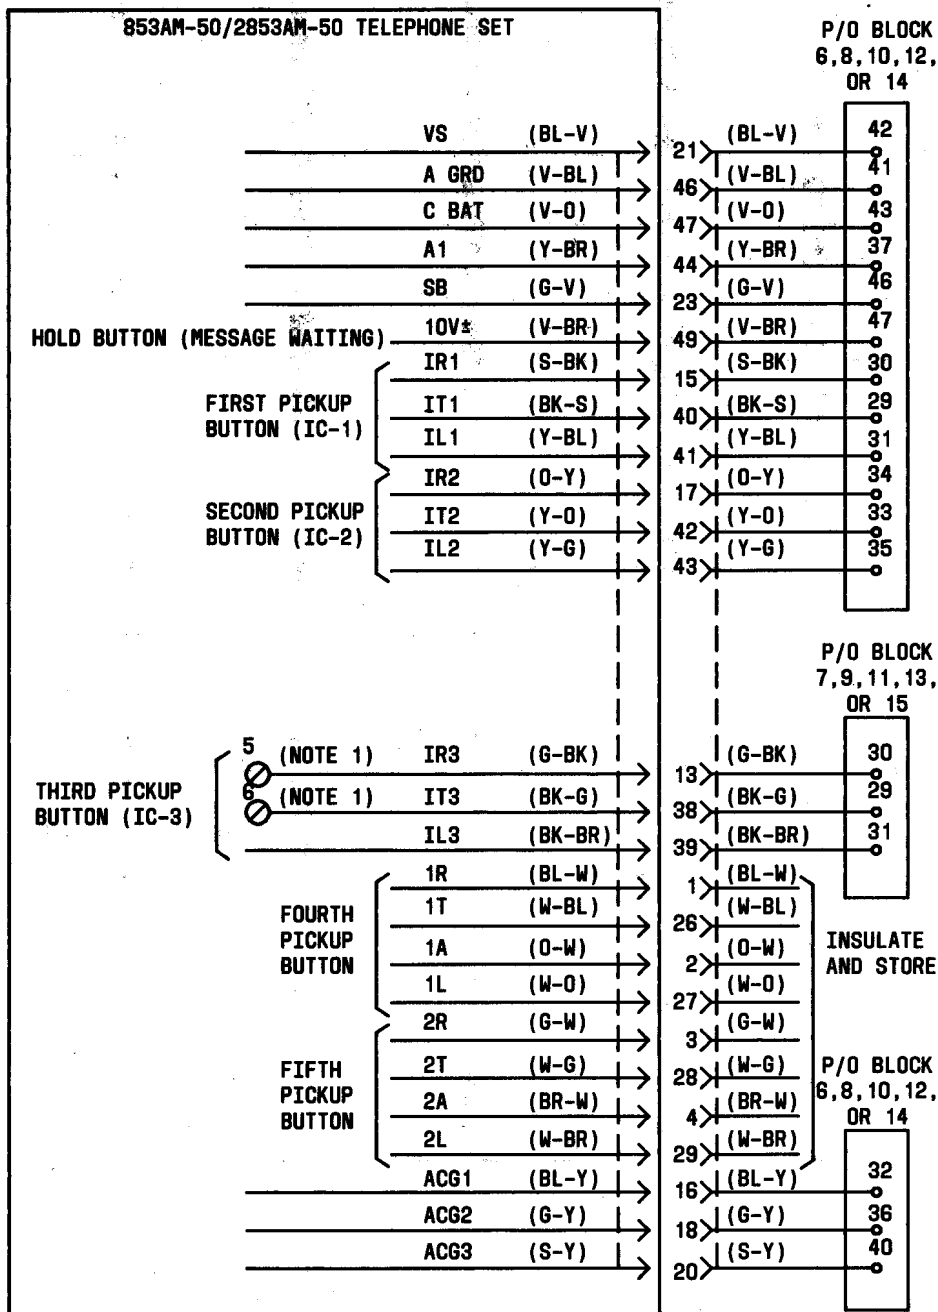 853AM-50/2853AM-50 TELEPHONE SET
P/O BLOCK
6,8,10,12,
OR 14
VS (BL-V) 21 (BL-V) 42
A GRD (V-BL) 46 (V-BL) 41
C BAT (V-O) 47 (V-O) 43
A1 (Y-BR) 44 (Y-BR) 37
SB (G-V) 23 (G-V) 46
HOLD BUTTON (MESSAGE WAITING) 10V± (V-BR) 49 (V-BR) 47
IR1 (S-BK) 15 (S-BK) 30
FIRST PICKUP
BUTTON (IC-1)
IT1 (BK-S) 40 (BK-S) 29
IL1 (Y-BL) 41 (Y-BL) 31
IR2 (O-Y) 17 (O-Y) 34
SECOND PICKUP
BUTTON (IC-2)
IT2 (Y-O) 42 (Y-O) 33
IL2 (Y-G) 43 (Y-G) 35
P/O BLOCK
7,9,11,13,
OR 15
THIRD PICKUP
BUTTON (IC-3)
5 (NOTE 1) IR3 (G-BK) 13 (G-BK) 30
6 (NOTE 1) IT3 (BK-G) 38 (BK-G) 29
IL3 (BK-BR) 39 (BK-BR) 31
FOURTH
PICKUP
BUTTON
1R (BL-W) 1 (BL-W)
1T (W-BL) 26 (W-BL)
1A (O-W) 2 (O-W)
1L (W-O) 27 (W-O)
INSULATE
AND STORE
FIFTH
PICKUP
BUTTON
2R (G-W) 3 (G-W)
2T (W-G) 28 (W-G)
2A (BR-W) 4 (BR-W)
2L (W-BR) 29 (W-BR)
P/O BLOCK
6,8,10,12,
OR 14
ACG1 (BL-Y) 16 (BL-Y) 32
ACG2 (G-Y) 18 (G-Y) 36
ACG3 (S-Y) 20 (S-Y) 40